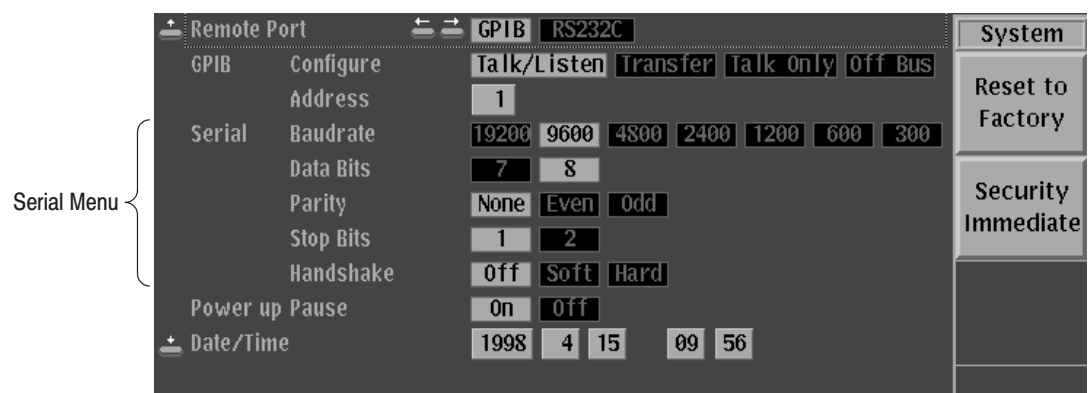 Remote Port GPIB RS232C
GPIB Configure Talk/Listen Transfer Talk Only Off Bus
Address 1
Serial Baudrate 19200 9600 4800 2400 1200 600 300
Data Bits 7 8
Serial Menu
Parity None Even Odd
Stop Bits 1 2
Handshake Off Soft Hard
Power up Pause On Off
Date/Time 1998 4 15 09 56
System
Reset to
Factory
Security
Immediate